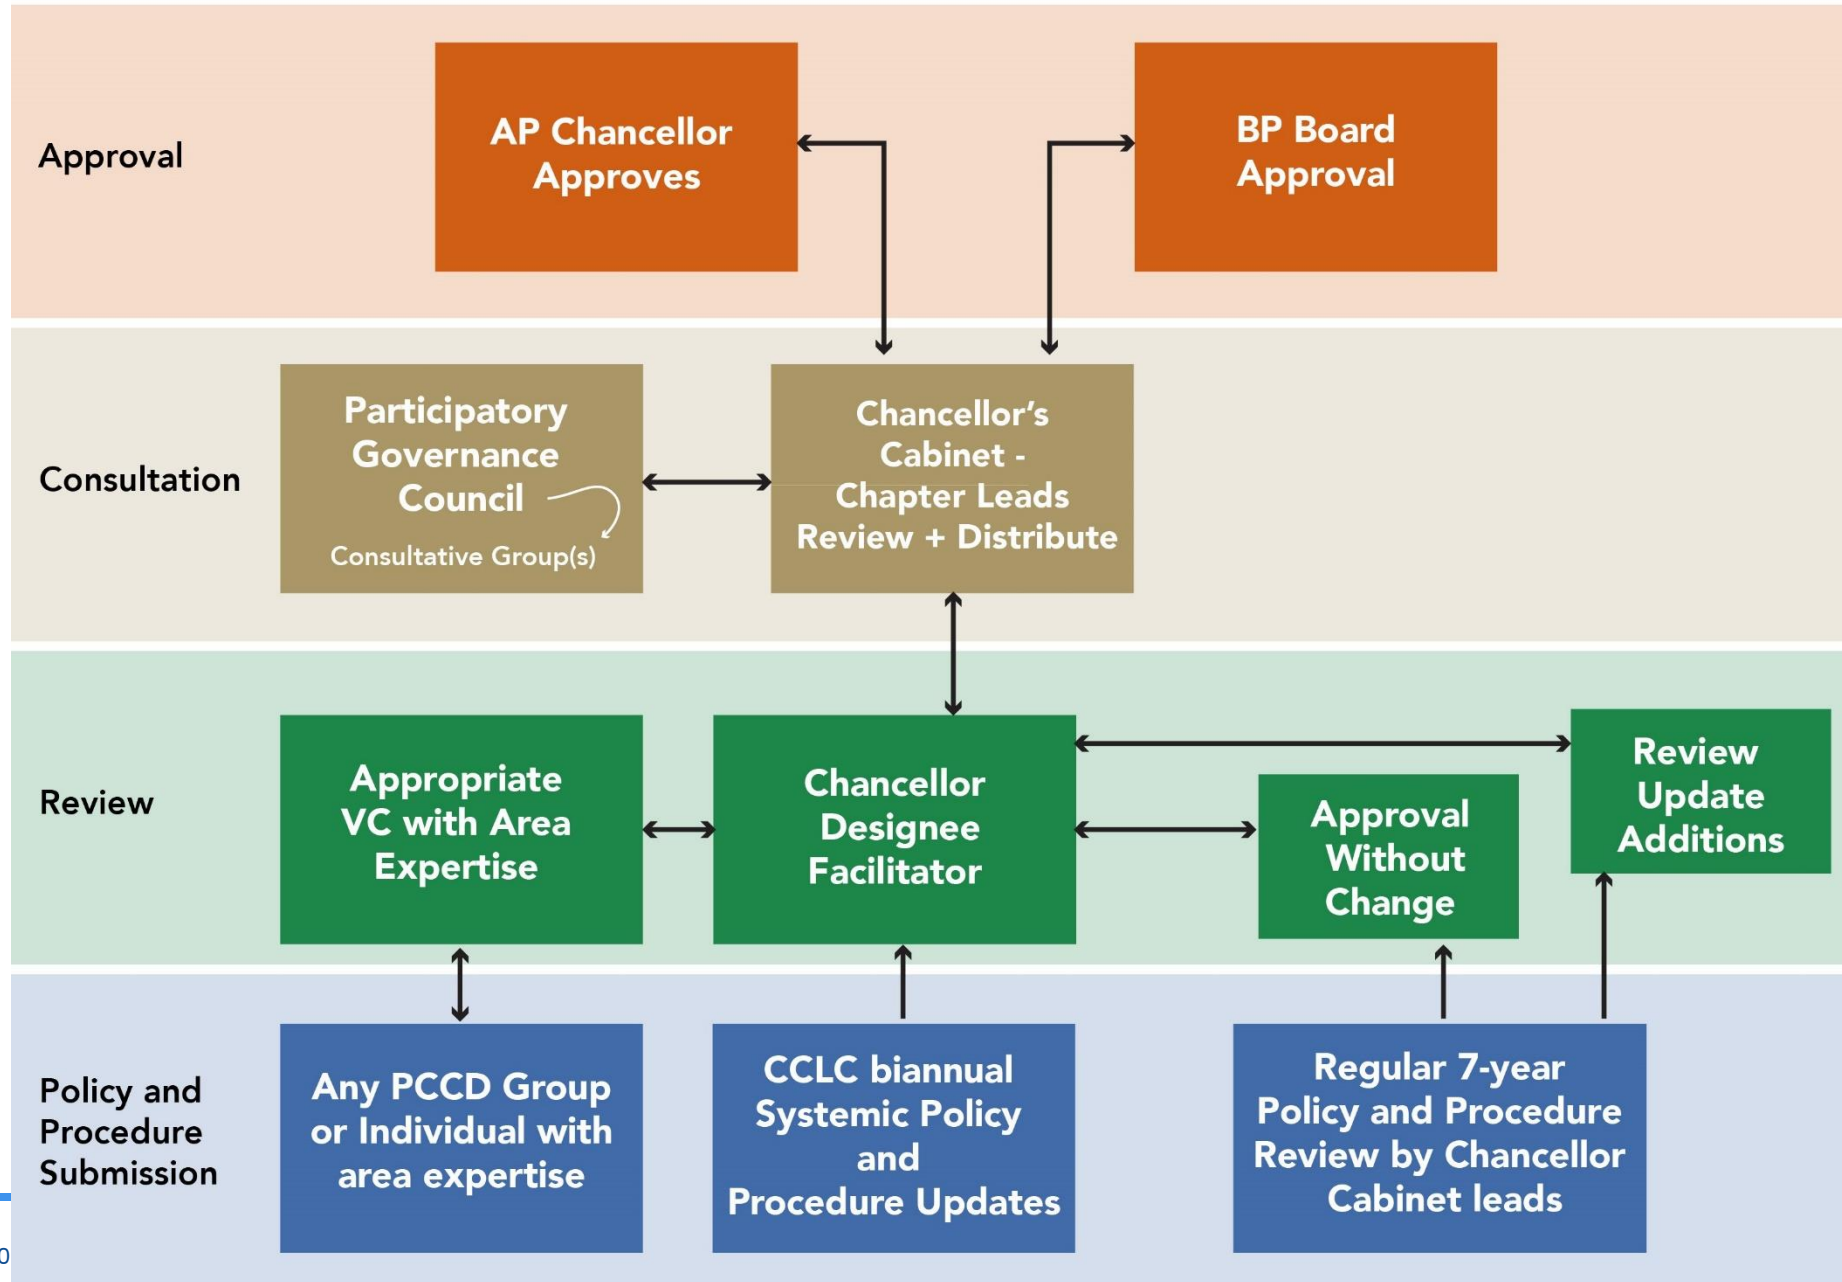 Approval
AP Chancellor
Approves
BP Board
Approval
Consultation
Participatory
Governance
Council
Consultative Group(s)
Chancellor’s
Cabinet -
Chapter Leads
Review + Distribute
Review
Appropriate
VC with Area
Expertise
Chancellor
Designee
Facilitator
Approval
Without
Change
Review
Update
Additions
Policy and
Procedure
Submission
Any PCCD Group
or Individual with
area expertise
CCLC biannual
Systemic Policy
and
Procedure Updates
Regular 7-year
Policy and Procedure
Review by Chancellor
Cabinet leads
0